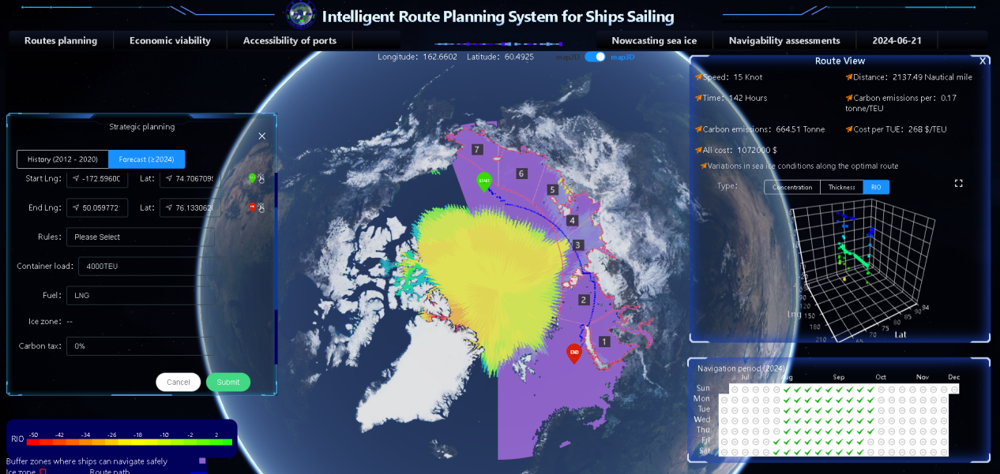 Intelligent Route Planning System for Ships Sailing
Routes planning
Economic viability
Accessibility of ports
Nowcasting sea ice
Navigability assessments
2024-06-21
Longitude: 162.6602 Latitude: 60.4925
map2D
map3D
Strategic planning
History (2012 - 2020)
Forecast (≥2024)
Start Lng: -172.5960 Lat: 74.670709
End Lng: 50.059772 Lat: 76.133062
Rules: Please Select
Container load: 4000TEU
Fuel: LNG
Ice zone: --
Carbon tax: 0%
Cancel
Submit
RIO
-50 -42 -34 -26 -18 -10 -2 2
Buffer zones where ships can navigate safely
Ice zone
Route path
7
6
5
4
3
2
1
START
END
Route View
X
Speed: 15 Knot
Distance: 2137.49 Nautical mile
Time: 142 Hours
Carbon emissions per: 0.17
tonne/TEU
Carbon emissions: 664.51 Tonne
Cost per TUE: 268 $/TEU
All cost: 1072000 $
Variations in sea ice conditions along the optimal route
Type:
Concentration
Thickness
RIO
Lng
120 150 180 210
Lat
65 70 75 80 85 90 94
Navigation period (2024)
Jul Aug Sep Oct Nov Dec
Sun
Mon
Tue
Wed
Thu
Fri
Sat